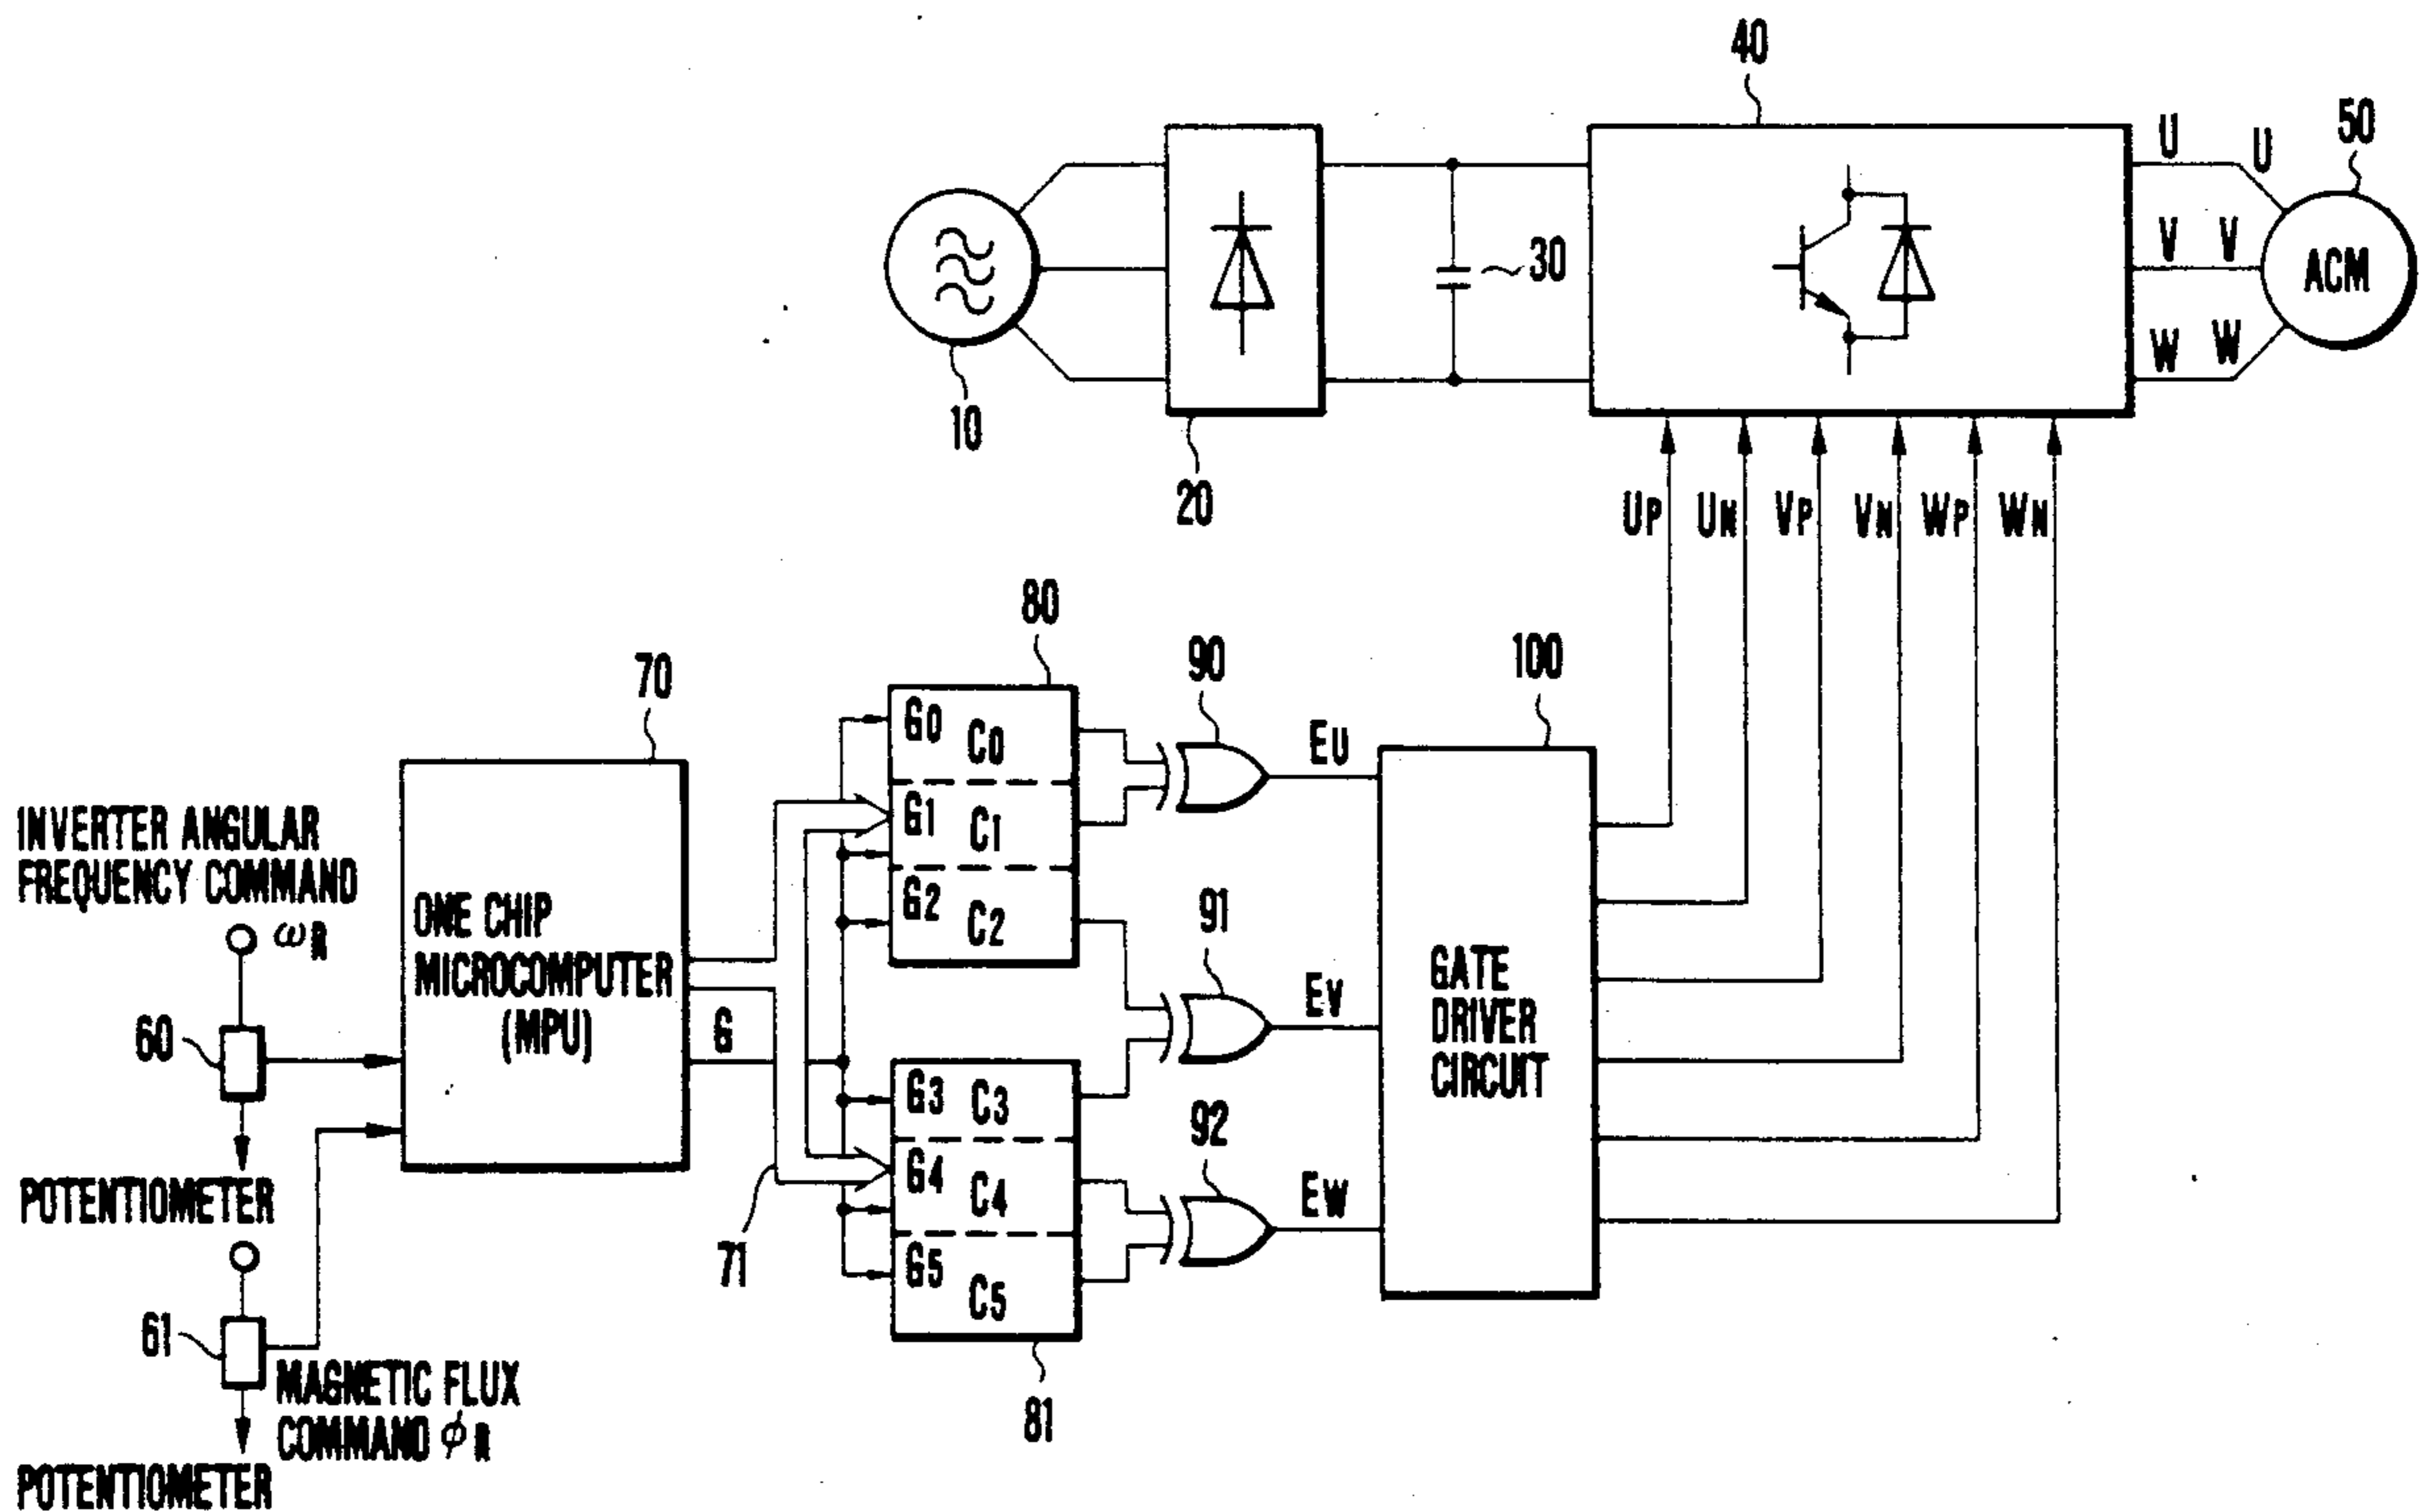 40
50
U
U
V
V
W
W
ACM
30
10
20
UP
UN
VP
VN
WP
WN
80
90
100
70
G0
C0
G1
C1
G2
C2
EU
INVERTER ANGULAR
FREQUENCY COMMAND
ωR
ONE CHIP
MICROCOMPUTER
(MPU)
G
91
EV
GATE
DRIVER
CIRCUIT
60
G3
C3
G4
C4
G5
C5
92
EW
POTENTIOMETER
71
61
MAGNETIC FLUX
COMMAND ϕR
81
POTENTIOMETER